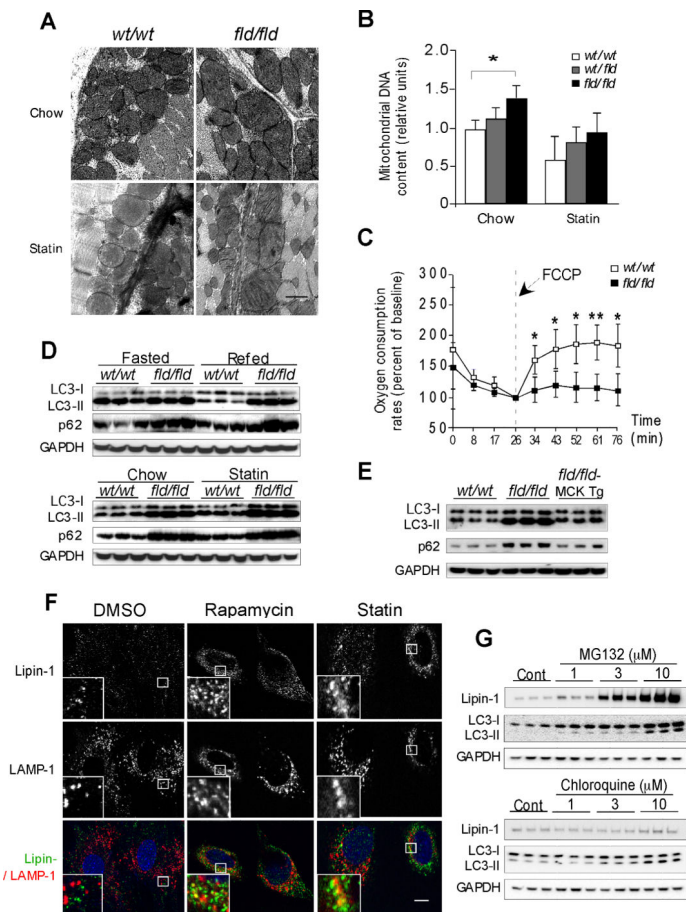 A
wt/wt fld/fld
Chow
Statin
B
Mitochondrial DNA
content (relative units)
2.0
1.5
1.0
0.5
0
wt/wt
wt/fld
fld/fld
*
Chow Statin
C
Oxygen consumption
rates (percent of baseline)
300
250
200
150
100
50
FCCP
wt/wt
fld/fld
* * * ** *
0 8 17 26 34 43 52 61 76
Time
(min)
D
Fasted Refed
wt/wt fld/fld wt/wt fld/fld
LC3-I
LC3-II
p62
GAPDH
Chow Statin
wt/wt fld/fld wt/wt fld/fld
LC3-I
LC3-II
p62
GAPDH
E
wt/wt fld/fld fld/fld-
MCK Tg
LC3-I
LC3-II
p62
GAPDH
F
DMSO Rapamycin Statin
Lipin-1
LAMP-1
Lipin-
/ LAMP-1
G
MG132 (μM)
Cont 1 3 10
Lipin-1
LC3-I
LC3-II
GAPDH
Chloroquine (μM)
Cont 1 3 10
Lipin-1
LC3-I
LC3-II
GAPDH